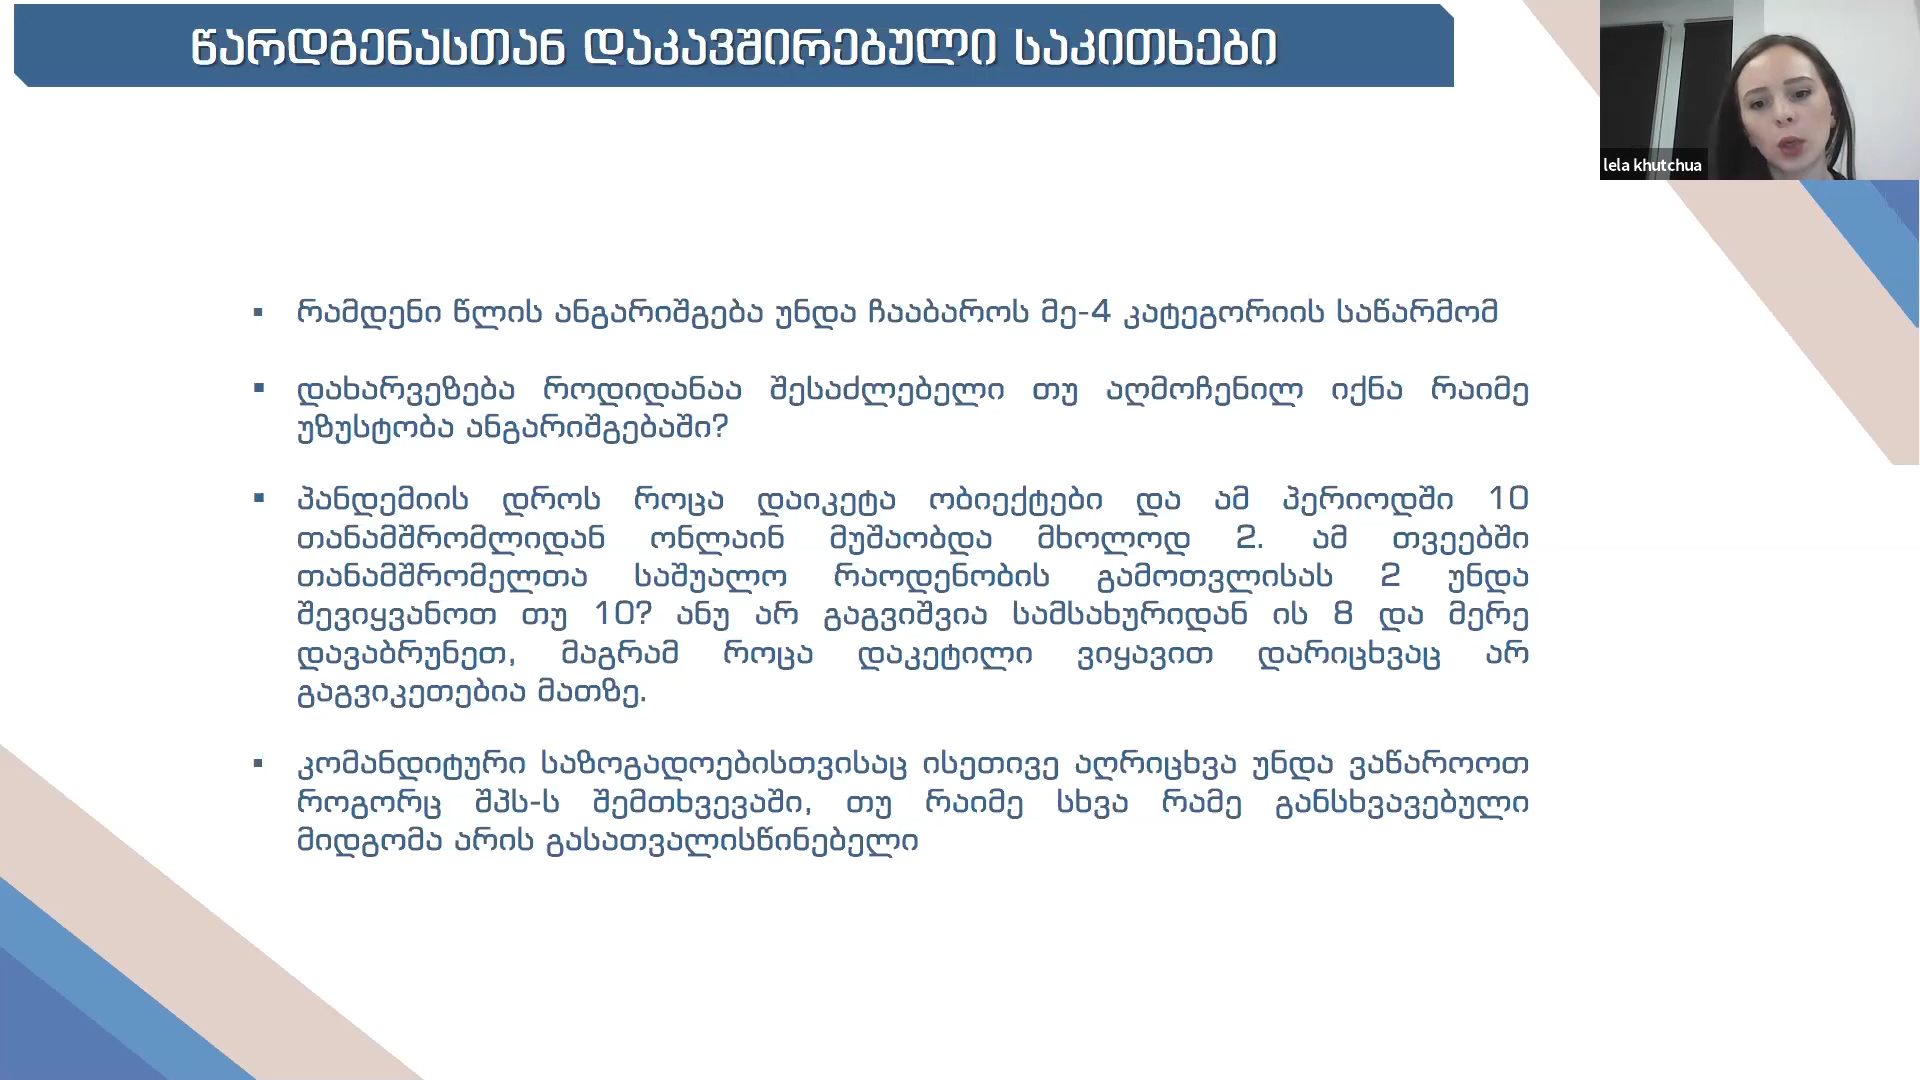 წარდგენასთან დაკავშირებული საკითხები
lela khutchua
▪ რამდენი წლის ანგარიშგება უნდა ჩააბაროს მე-4 კატეგორიის საწარმომ
▪ დახარვეზება როდიდანაა შესაძლებელი თუ აღმოჩენილ იქნა რაიმე
უზუსტობა ანგარიშგებაში?
▪ პანდემიის დროს როცა დაიკეტა ობიექტები და ამ პერიოდში 10
თანამშრომლიდან ონლაინ მუშაობდა მხოლოდ 2. ამ თვეებში
თანამშრომელთა საშუალო რაოდენობის გამოთვლისას 2 უნდა
შევიყვანოთ თუ 10? ანუ არ გაგვიშვია სამსახურიდან ის 8 და მერე
დავაბრუნეთ, მაგრამ როცა დაკეტილი ვიყავით დარიცხვაც არ
გაგვიკეთებია მათზე.
▪ კომანდიტური საზოგადოებისთვისაც ისეთივე აღრიცხვა უნდა ვაწაროოთ
როგორც შპს-ს შემთხვევაში, თუ რაიმე სხვა რამე განსხვავებული
მიდგომა არის გასათვალისწინებელი